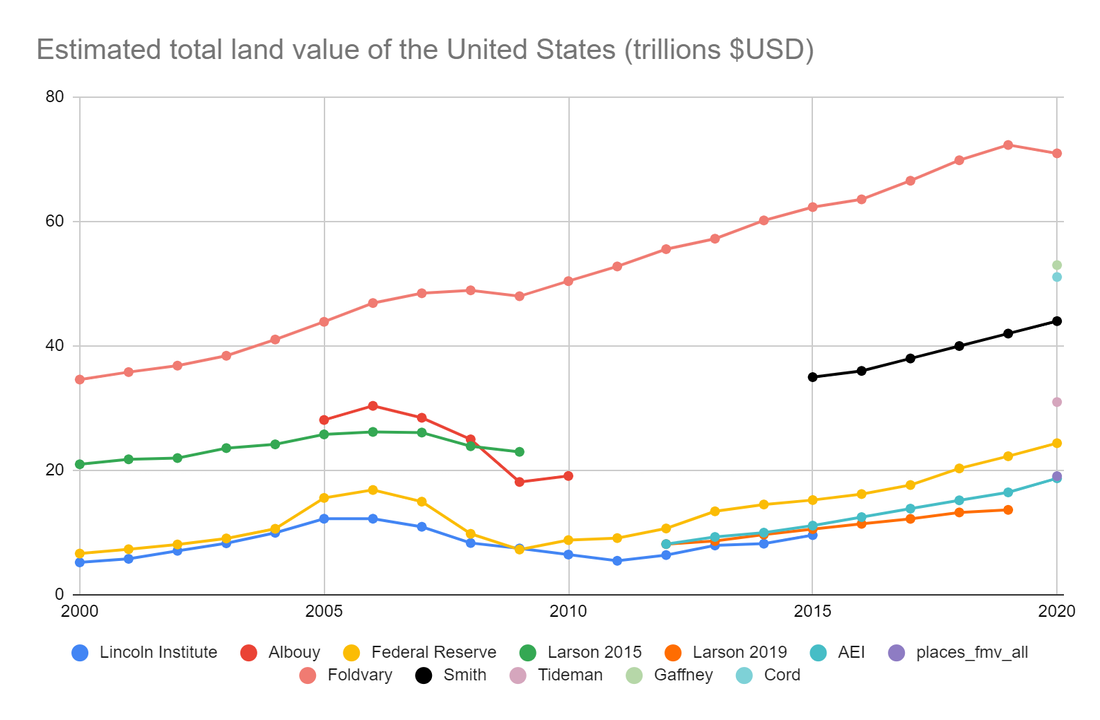 Estimated total land value of the United States (trillions $USD)
80
60
40
20
0
2000 2005 2010 2015 2020
Lincoln Institute Albouy Federal Reserve Larson 2015 Larson 2019 AEI places_fmv_all
Foldvary Smith Tideman Gaffney Cord